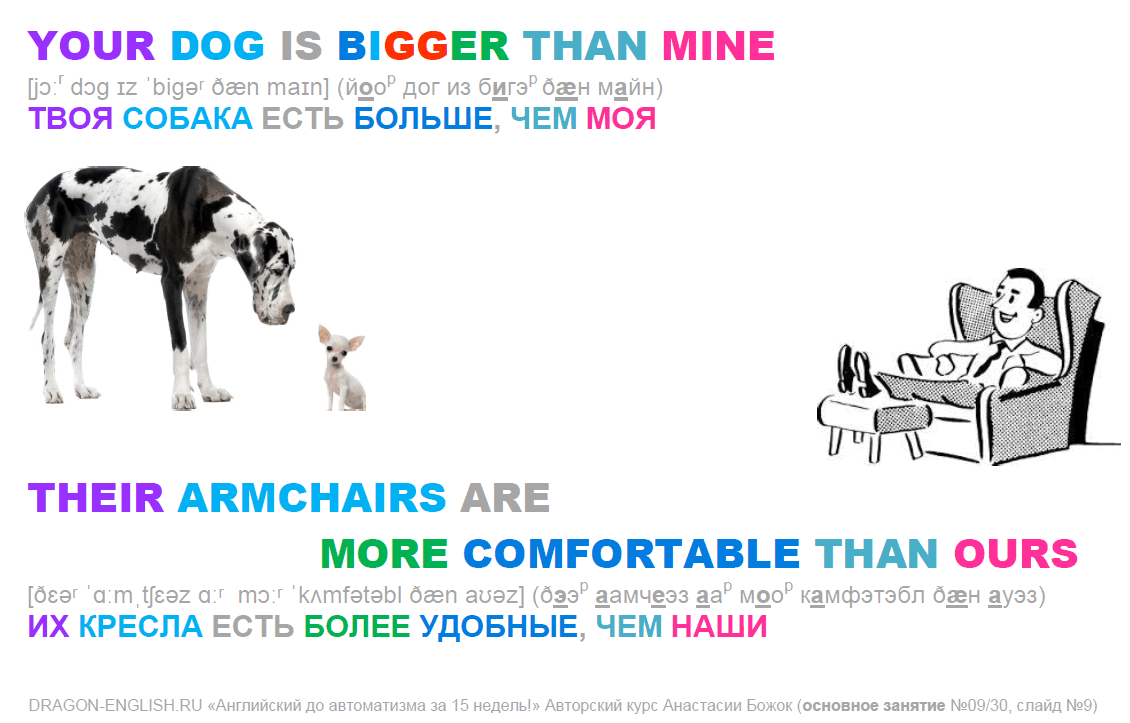 YOUR DOG IS BIGGER THAN MINE
[jɔːʳ dɔg ɪz ˈbigəʳ ðæn maɪn] (йооᵖ дог из бигэᵖ ðæн майн)
ТВОЯ СОБАКА ЕСТЬ БОЛЬШЕ, ЧЕМ МОЯ
THEIR ARMCHAIRS ARE
MORE COMFORTABLE THAN OURS
[ðɛəʳ ˈɑːmˌtʃɛəz ɑːʳ mɔːʳ ˈkʌmfətəbl ðæn aʊəz] (ðээᵖ аамчеэз ааᵖ мооᵖ камфэтэбл ðæн ауэз)
ИХ КРЕСЛА ЕСТЬ БОЛЕЕ УДОБНЫЕ, ЧЕМ НАШИ
DRAGON-ENGLISH.RU «Английский до автоматизма за 15 недель!» Авторский курс Анастасии Божок (основное занятие №09/30, слайд №9)